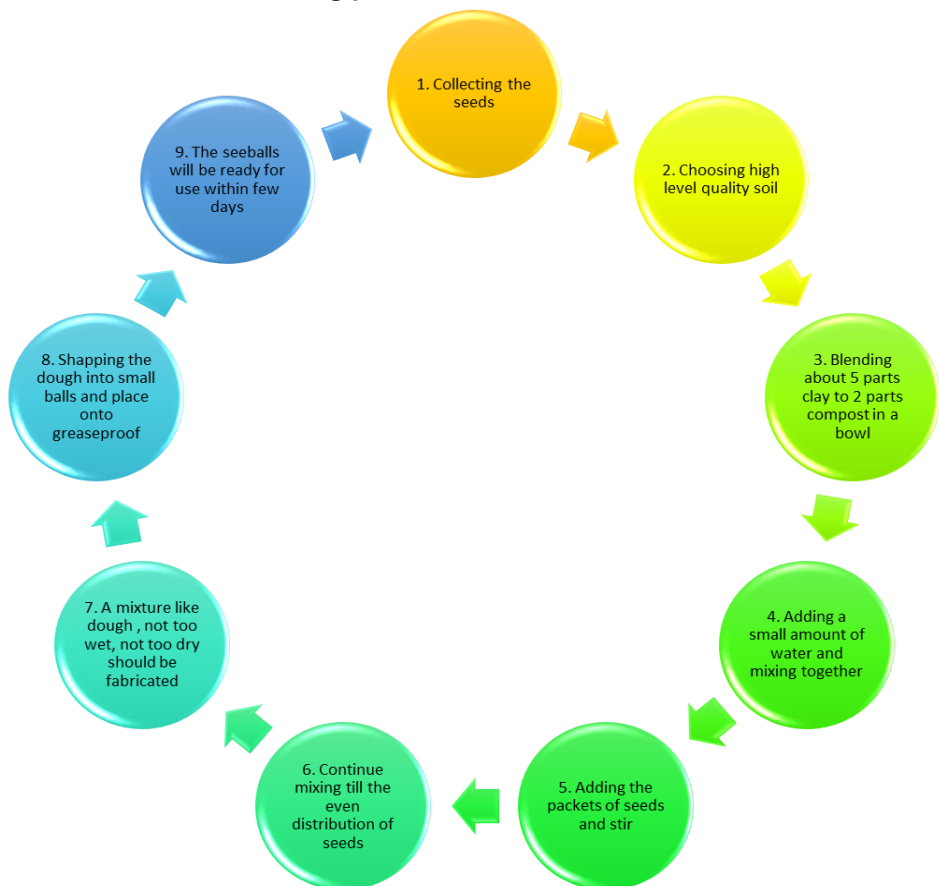 1. Collecting the
seeds
2. Choosing high
level quality soil
3. Blending
about 5 parts
clay to 2 parts
compost in a
bowl
4. Adding a
small amount of
water and
mixing together
5. Adding the
packets of seeds
and stir
6. Continue
mixing till the
even
distribution of
seeds
7. A mixture like
dough , not too
wet, not too dry
should be
fabricated
8. Shapping the
dough into small
balls and place
onto
greaseproof
9. The seeballs
will be ready for
use within few
days